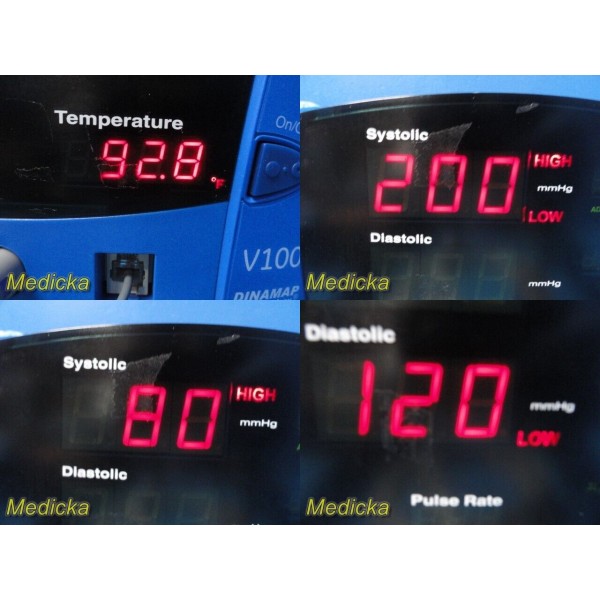 Temperature
92.8
°F
On/O
V100
DINAMAP
Medicka
Systolic
200
HIGH
mmHg
LOW
Diastolic
mmHg
Medicka
Systolic
80
HIGH
mmHg
Diastolic
Medicka
Diastolic
120
mmHg
LOW
Pulse Rate
Medicka